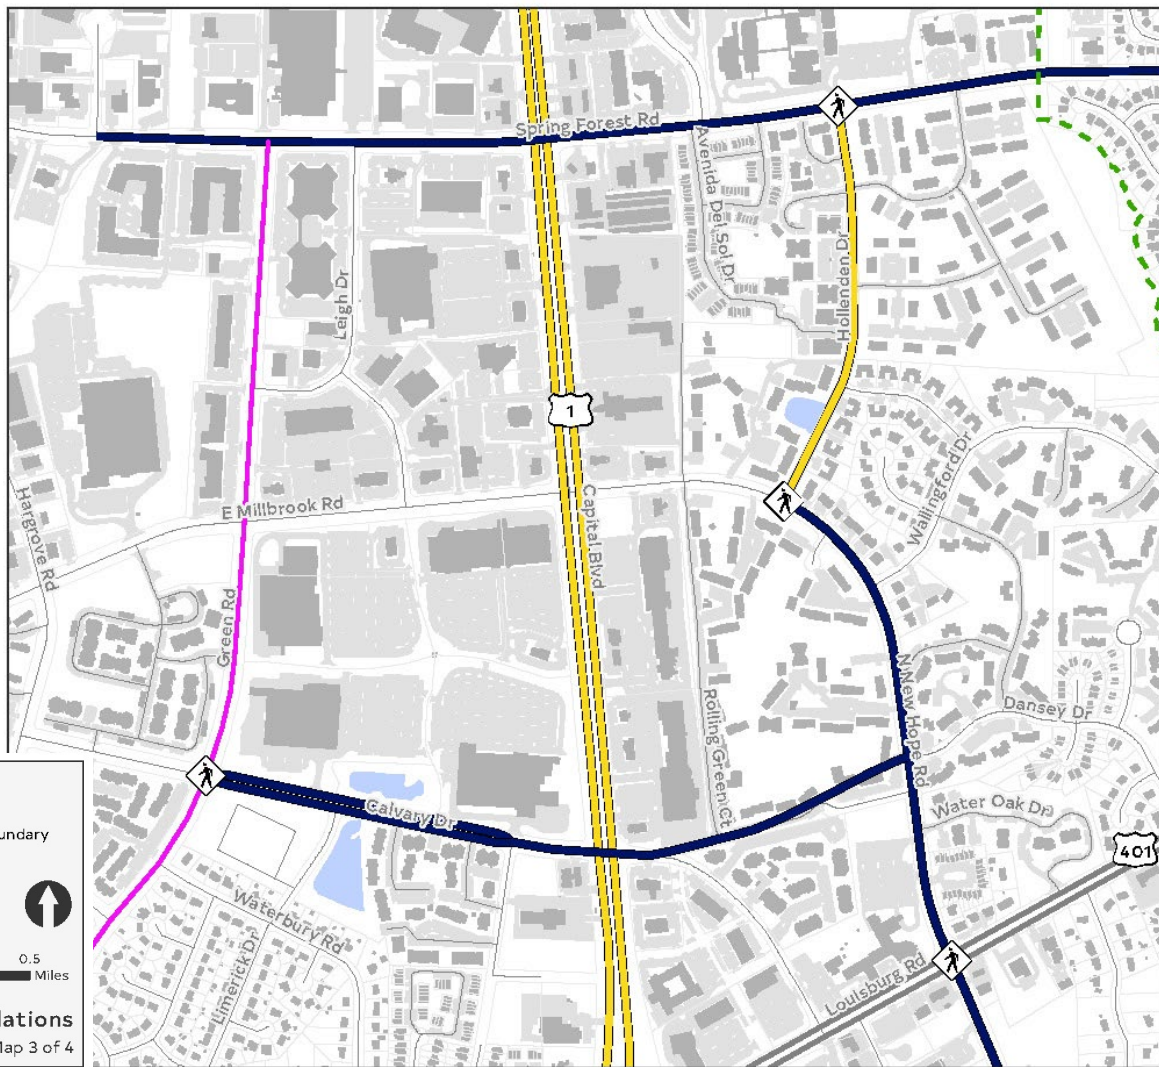 Spring Forest Rd
Avenida Del Sol Dr
Hollenden Dr
Leigh Dr
1
Wallingford Dr
Capital Blvd
E Millbrook Rd
Hargrove Rd
Green Rd
N New Hope Rd
Dansey Dr
Rolling Green Ct
Calvary Dr
Water Oak Dr
401
undary
Waterbury Rd
Limerick Dr
Louisburg Rd
0.5
Miles
lations
Map 3 of 4